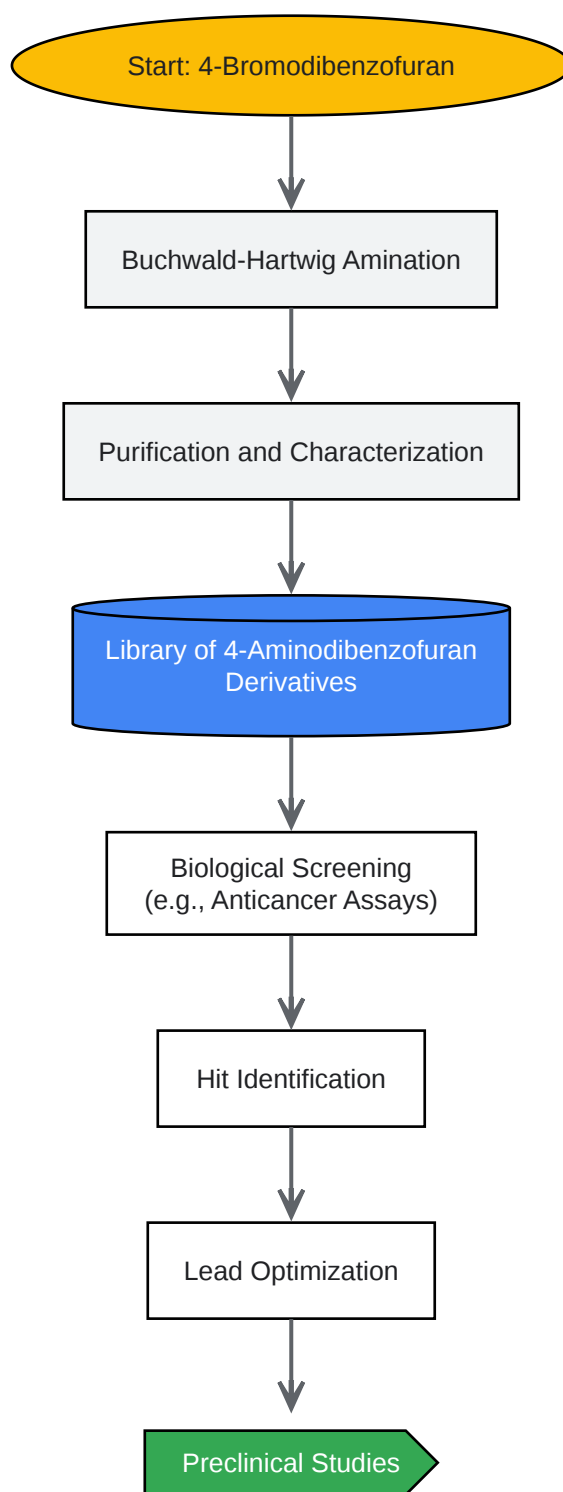 Start: 4-Bromodibenzofuran
Buchwald-Hartwig Amination
Purification and Characterization
Library of 4-Aminodibenzofuran
Derivatives
Biological Screening
(e.g., Anticancer Assays)
Hit Identification
Lead Optimization
Preclinical Studies